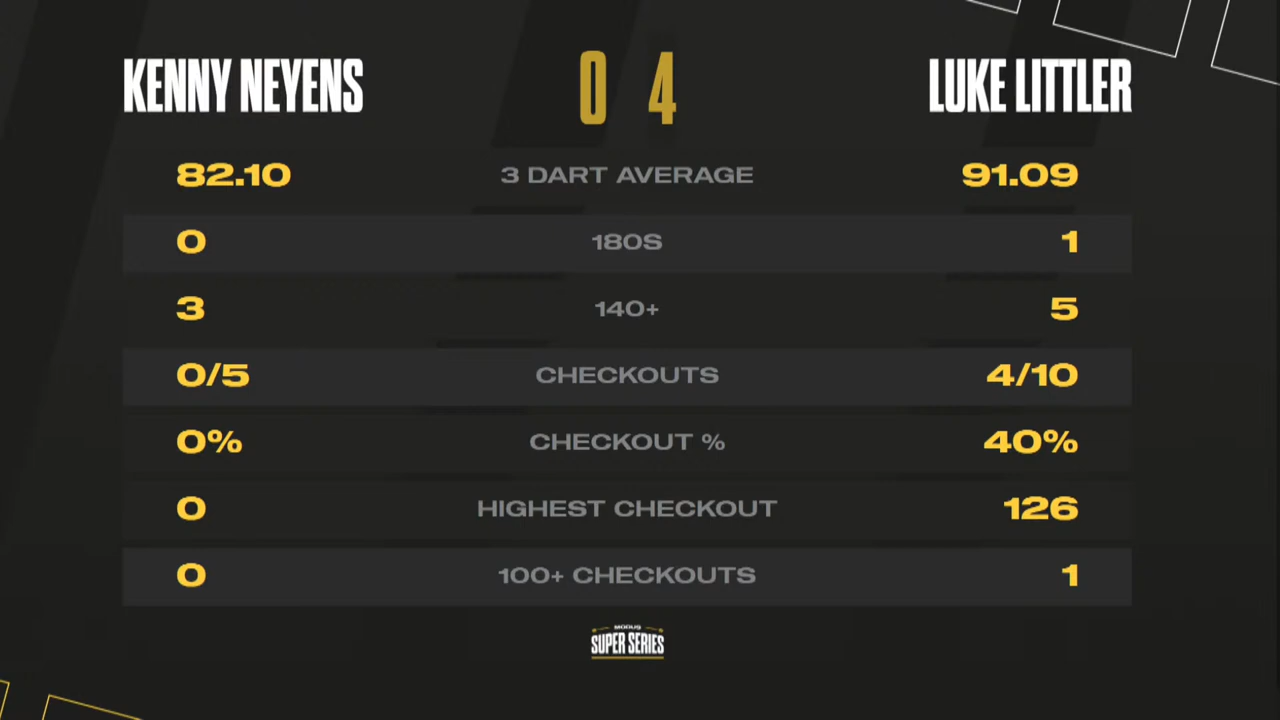 KENNY NEYENS 0 4 LUKE LITTLER
82.10 3 DART AVERAGE 91.09
0 180S 1
3 140+ 5
0/5 CHECKOUTS 4/10
0% CHECKOUT % 40%
0 HIGHEST CHECKOUT 126
0 100+ CHECKOUTS 1
MODUS
SUPER SERIES